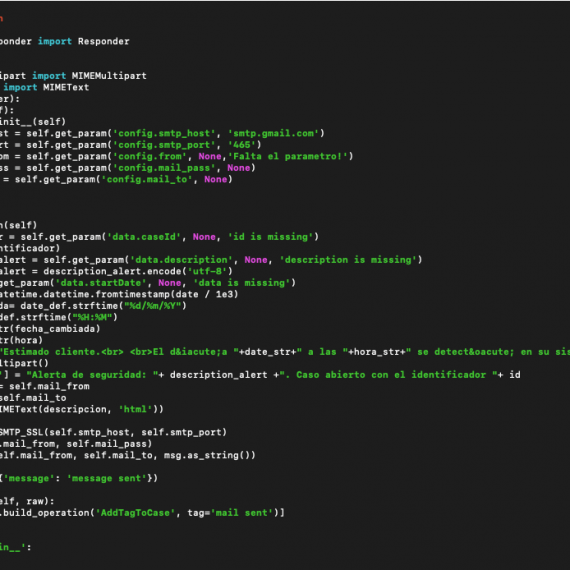 n
onder import Responder
ipart import MIMEMultipart
import MIMEText
er):
f):
init__(self)
st = self.get_param('config.smtp_host', 'smtp.gmail.com')
rt = self.get_param('config.smtp_port', '465')
om = self.get_param('config.from', None,'Falta el parametro!')
ss = self.get_param('config.mail_pass', None)
= self.get_param('config.mail_to', None)
n(self)
r = self.get_param('data.caseId', None, 'id is missing')
ntificador)
alert = self.get_param('data.description', None, 'description is missing')
alert = description_alert.encode('utf-8')
get_param('data.startDate', None, 'data is missing')
atetime.datetime.fromtimestamp(date / 1e3)
da= date_def.strftime("%d/%m/%Y")
def.strftime("%H:%M")
tr(fecha_cambiada)
tr(hora)
"Estimado cliente.<br> <br>El d&iacute;a "+date_str+" a las "+hora_str+" se detect&oacute; en su sis
ltipart()
'] = "Alerta de seguridad: "+ description_alert +". Caso abierto con el identificador "+ id
= self.mail_from
self.mail_to
IMEText(descripcion, 'html'))
SMTP_SSL(self.smtp_host, self.smtp_port)
.mail_from, self.mail_pass)
elf.mail_from, self.mail_to, msg.as_string())
{'message': 'message sent'})
elf, raw):
.build_operation('AddTagToCase', tag='mail sent')]
in__':